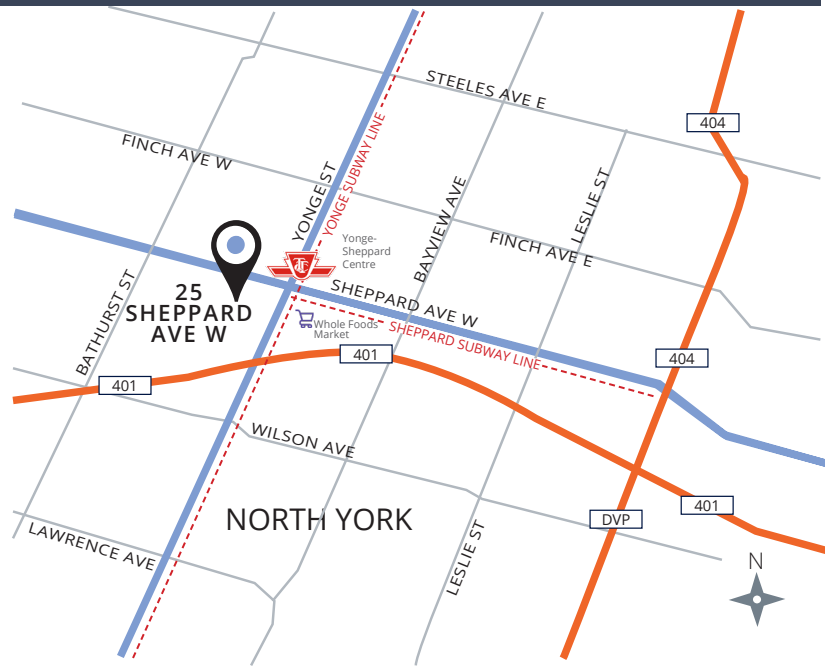 STEELES AVE E
404
FINCH AVE W
YONGE ST
YONGE SUBWAY LINE
BAYVIEW AVE
LESLIE ST
Yonge-
Sheppard
Centre
FINCH AVE E
BATHURST ST
25
SHEPPARD
AVE W
SHEPPARD AVE W
Whole Foods
Market
SHEPPARD SUBWAY LINE
401
404
401
WILSON AVE
401
NORTH YORK
DVP
LAWRENCE AVE
LESLIE ST
N